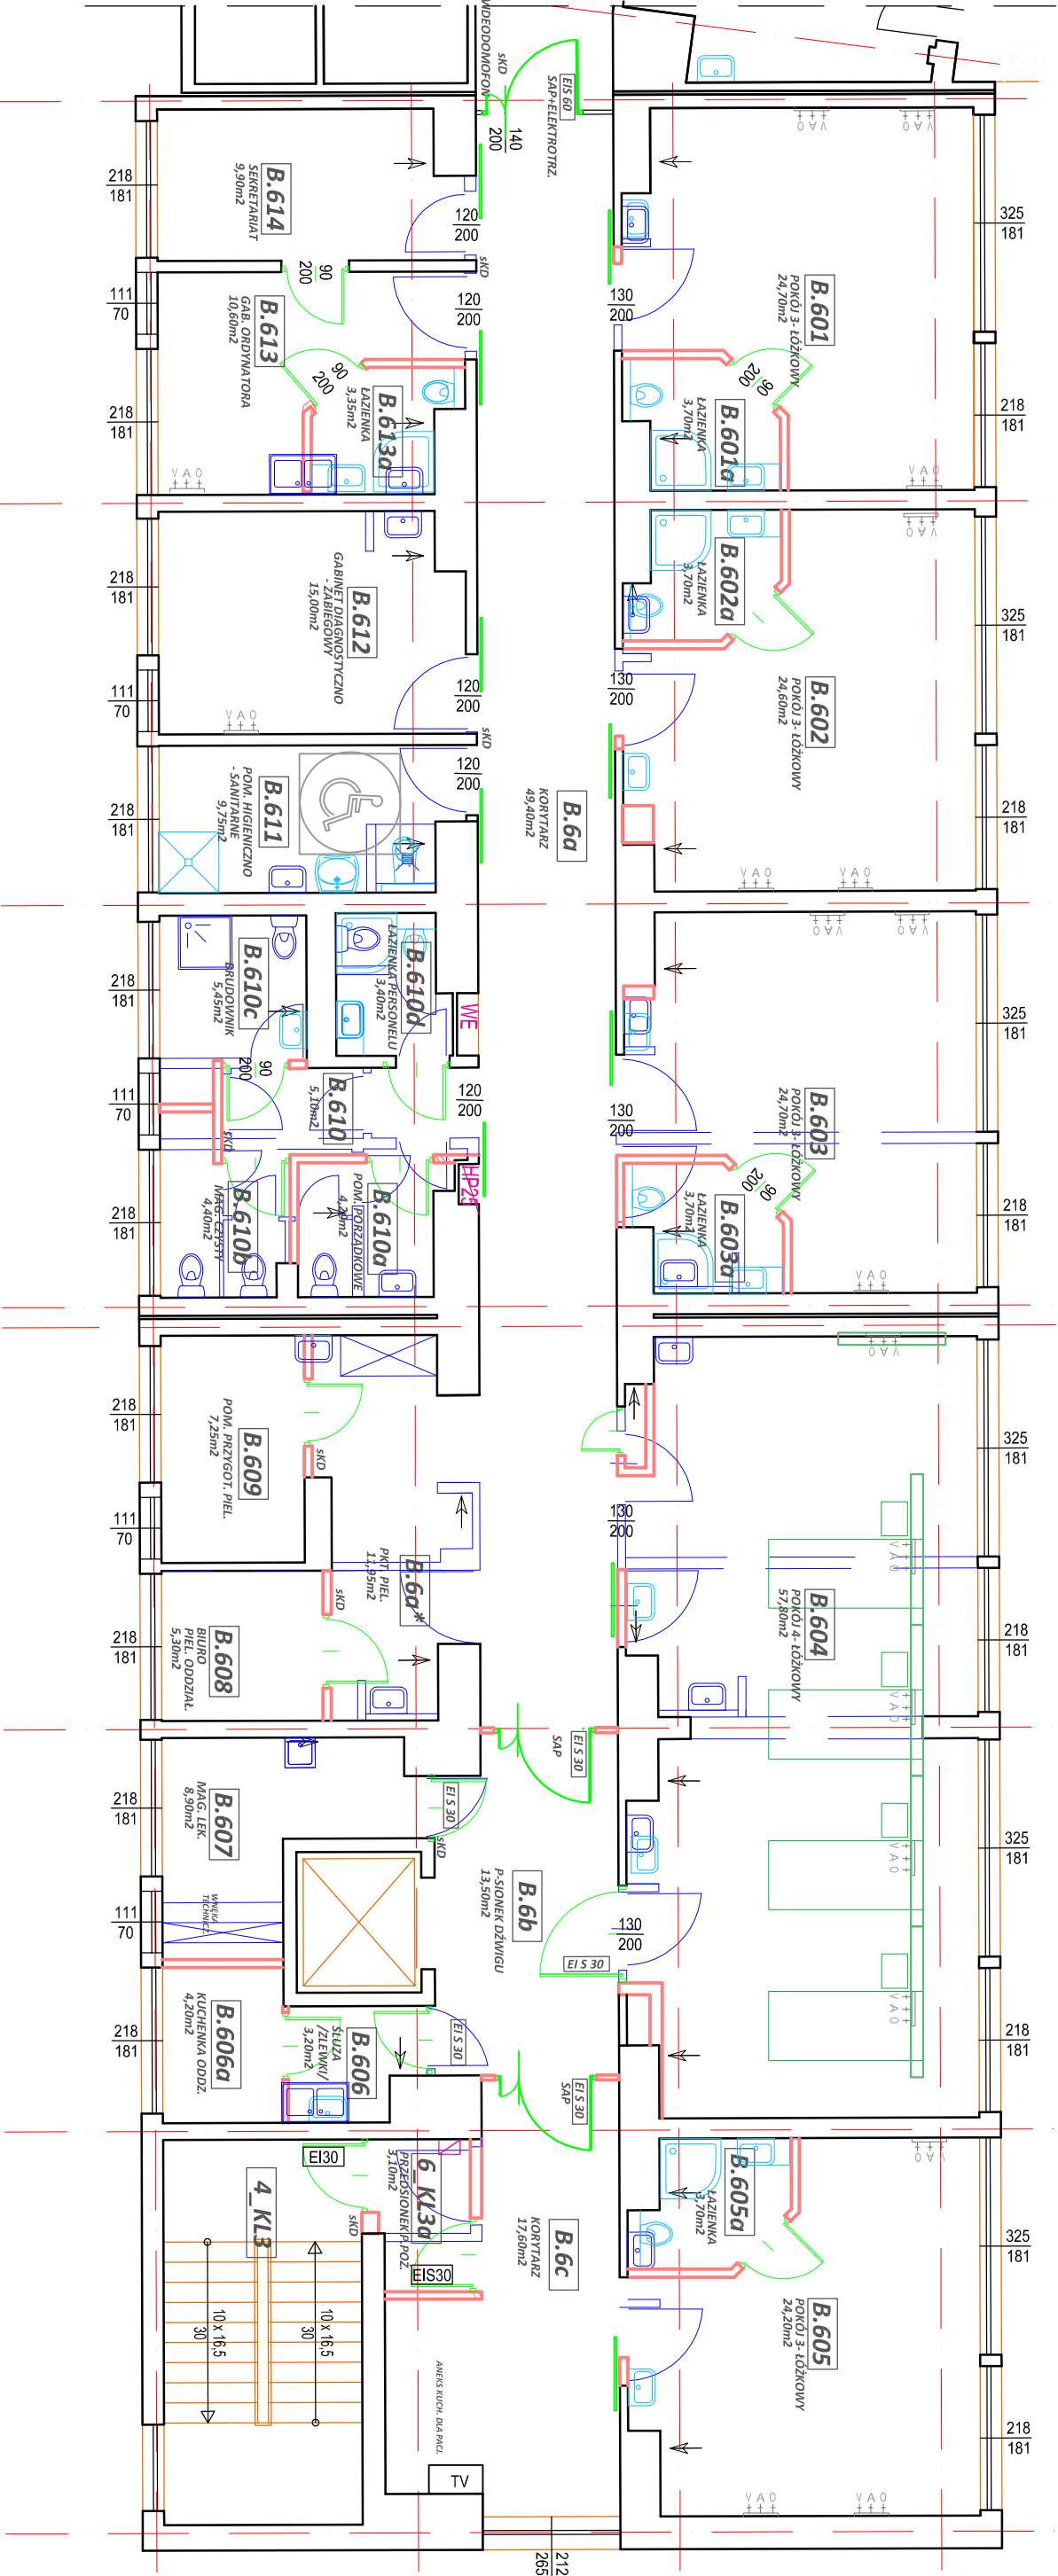 WIDEODOMOFON
sKD
EIS 60
SAP+ELEKTROTRZ.
140
200
B.614
SEKRETARIAT
9,90m2
218
181
120
200
sKD
B.601
POKÓJ 3- ŁÓŻKOWY
24,70m2
325
181
130
200
90
200
B.613
GAB. ORDYNATORA
10,60m2
111
70
120
200
90
200
B.613a
ŁAZIENKA
3,35m2
218
181
90
200
B.601a
ŁAZIENKA
3,70m2
218
181
V A O
V A O
V A O
V A O
B.612
GABINET DIAGNOSTYCZNO
- ZABIEGOWY
15,00m2
218
181
111
70
120
200
sKD
V A O
B.602a
ŁAZIENKA
3,70m2
B.602
POKÓJ 3- ŁÓŻKOWY
24,60m2
325
181
130
200
218
181
V A O
V A O
V A O
B.611
POM. HIGIENICZNO
- SANITARNE
9,75m2
218
181
120
200
B.6a
KORYTARZ
49,40m2
B.610c
BRUDOWNIK
5,45m2
218
181
B.610d
ŁAZIENKA PERSONELU
3,40m2
WE
90
200
B.610
5,10m2
111
70
120
200
sKD
HP25
B.610b
MAG. CZYSTY
4,40m2
218
181
B.610a
POM. PORZĄDKOWE
4,20m2
B.603
POKÓJ 3- ŁÓŻKOWY
24,70m2
325
181
130
200
90
200
B.603a
ŁAZIENKA
3,70m2
218
181
V A O
V A O
V A O
B.609
POM. PRZYGOT. PIEL.
7,25m2
218
181
111
70
sKD
B.6a*
PKT. PIEL.
11,95m2
sKD
B.608
BIURO
PIEL. ODDZIAŁ.
5,30m2
218
181
B.604
POKÓJ 4- ŁÓŻKOWY
57,80m2
325
181
130
200
218
181
325
181
130
200
218
181
V A O
V A O
V A O
V A O
V A O
EI S 30
SAP
B.607
MAG. LEK.
8,90m2
218
181
EI S 30
sKD
WNĘKA
TECHNICZ.
111
70
B.6b
P-SIONEK DŹWIGU
13,50m2
EI S 30
B.606a
KUCHENKA ODDZ.
4,20m2
218
181
B.606
ŚLUZA
/ZLEWKI/
3,20m2
EI S 30
EI S 30
SAP
EI30
6_KL3a
PRZEDSIONEK P.POŻ.
3,10m2
sKD
EIS30
4_KL3
10 x 16,5
30
10 x 16,5
30
B.6c
KORYTARZ
17,60m2
ANEKS KUCH. DLA PACJ.
TV
B.605a
ŁAZIENKA
3,70m2
B.605
POKÓJ 3- ŁÓŻKOWY
24,20m2
325
181
218
181
V A O
V A O
V A O
212
265